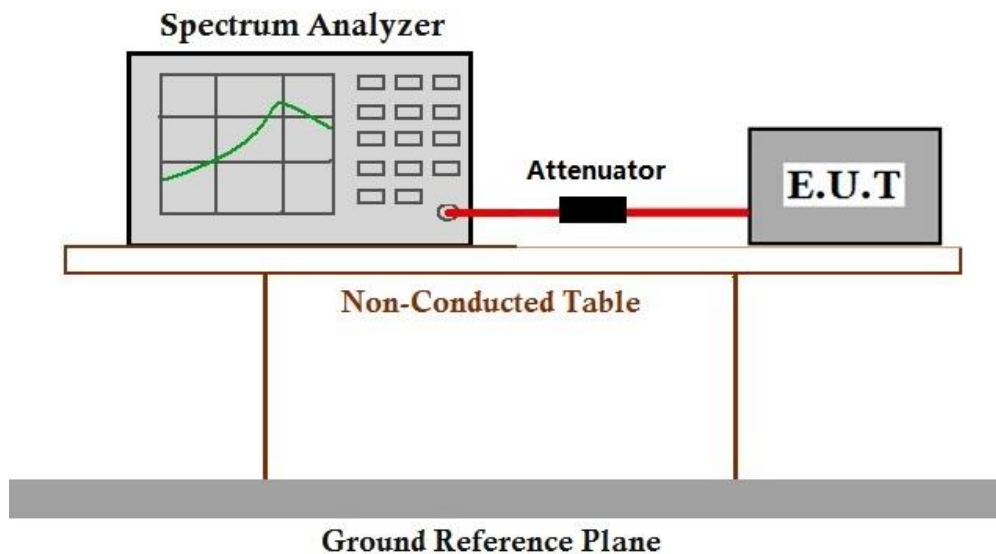 Spectrum Analyzer
Attenuator
E.U.T
Non-Conducted Table
Ground Reference Plane